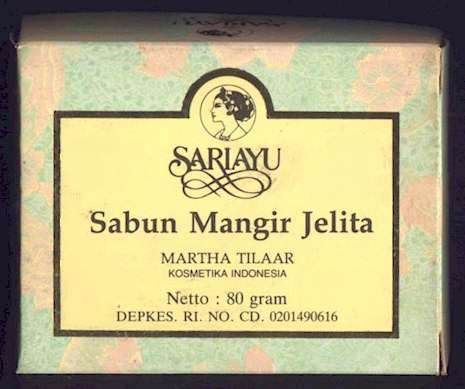 SARIAYU
Sabun Mangir Jelita
MARTHA TILAAR
KOSMETIKA INDONESIA
Netto : 80 gram
DEPKES. RI. NO. CD. 0201490616